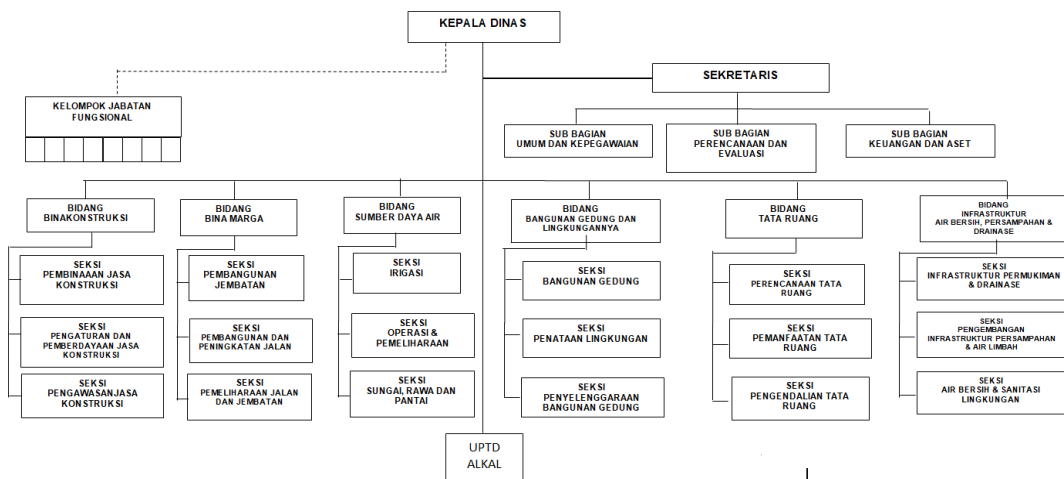 KEPALA DINAS
SEKRETARIS
KELOMPOK JABATAN
FUNGSIONAL
SUB BAGIAN
UMUM DAN KEPEGAWAIAN
SUB BAGIAN
PERENCANAAN DAN
EVALUASI
SUB BAGIAN
KEUANGAN DAN ASET
BIDANG
BINAKONSTRUKSI
BIDANG
BINA MARGA
BIDANG
SUMBER DAYA AIR
BIDANG
BANGUNAN GEDUNG DAN
LINGKUNGANNYA
BIDANG
TATA RUANG
BIDANG
INFRASTRUKTUR
AIR BERSIH, PERSAMPAHAN &
DRAINASE
SEKSI
PEMBINAAAN JASA
KONSTRUKSI
SEKSI
PENGATURAN DAN
PEMBERDAYAAN JASA
KONSTRUKSI
SEKSI
PENGAWASANJASA
KONSTRUKSI
SEKSI
PEMBANGUNAN
JEMBATAN
SEKSI
PEMBANGUNAN DAN
PENINGKATAN JALAN
SEKSI
PEMELIHARAAN JALAN
DAN JEMBATAN
SEKSI
IRIGASI
SEKSI
OPERASI &
PEMELIHARAAN
SEKSI
SUNGAI, RAWA DAN
PANTAI
SEKSI
BANGUNAN GEDUNG
SEKSI
PENATAAN LINGKUNGAN
SEKSI
PENYELENGGARAAN
BANGUNAN GEDUNG
SEKSI
PERENCANAAN TATA
RUANG
SEKSI
PEMANFAATAN TATA
RUANG
SEKSI
PENGENDALIAN TATA
RUANG
SEKSI
INFRASTRUKTUR PERMUKIMAN
& DRAINASE
SEKSI
PENGEMBANGAN
INFRASTRUKTUR PERSAMPAHAN
& AIR LIMBAH
SEKSI
AIR BERSIH & SANITASI
LINGKUNGAN
UPTD
ALKAL